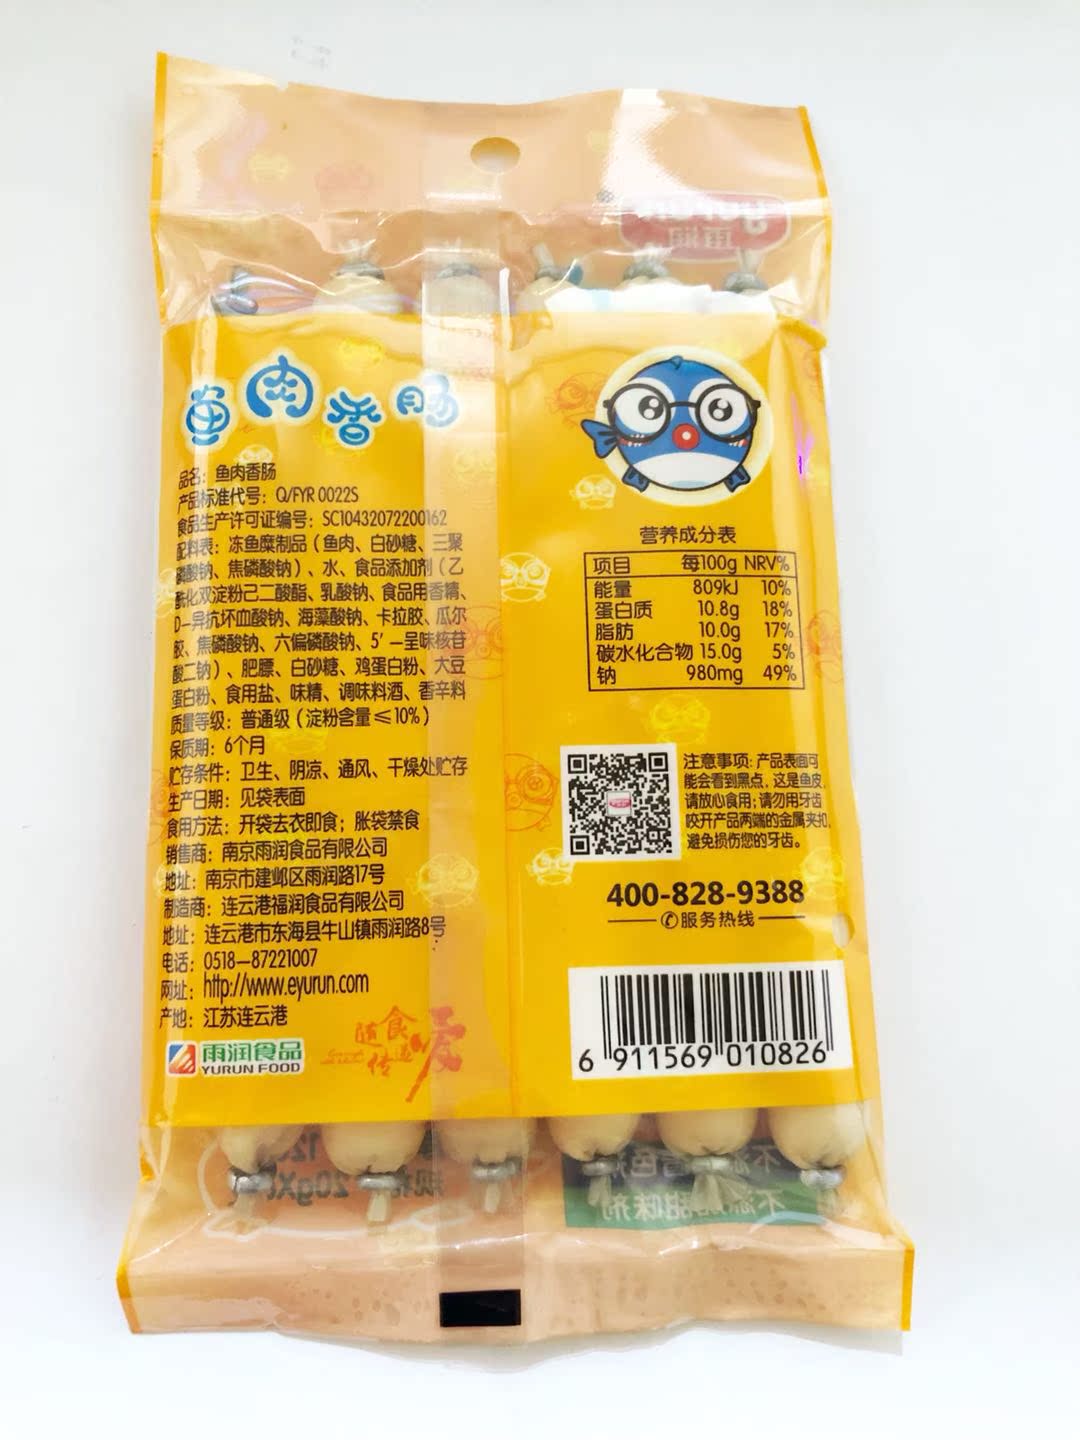 鱼肉香肠
品名：鱼肉香肠
产品标准代号：Q/FYR 0022S
食品生产许可证编号：SC10432072200162
配料表：冻鱼糜制品（鱼肉、白砂糖、三聚
磷酸钠、焦磷酸钠）、水、食品添加剂（乙
酰化双淀粉己二酸酯、乳酸钠、食品用香精、
D－异抗坏血酸钠、海藻酸钠、卡拉胶、瓜尔
胶、焦磷酸钠、六偏磷酸钠、5′－呈味核苷
酸二钠）、肥膘、白砂糖、鸡蛋白粉、大豆
蛋白粉、食用盐、味精、调味料酒、香辛料
质量等级：普通级（淀粉含量≤10%）
保质期：6个月
贮存条件：卫生、阴凉、通风、干燥处贮存
生产日期：见袋表面
食用方法：开袋去衣即食；胀袋禁食
销售商：南京雨润食品有限公司
地址：南京市建邺区雨润路17号
制造商：连云港福润食品有限公司
地址：连云港市东海县牛山镇雨润路8号
电话：0518—87221007
网址：http://www.eyurun.com
产地：江苏连云港
雨润食品
YURUN FOOD
食
随 传递 爱
营养成分表
项目 每100g NRV%
能量 809kJ 10%
蛋白质 10.8g 18%
脂肪 10.0g 17%
碳水化合物 15.0g 5%
钠 980mg 49%
注意事项：产品表面可
能会看到黑点，这是鱼皮，
请放心食用；请勿用牙齿
咬开产品两端的金属夹扣，
避免损伤您的牙齿。
400-828-9388
服务热线
6 911569 010826
yurun
雨润
规格 20gX
不添加甜味剂